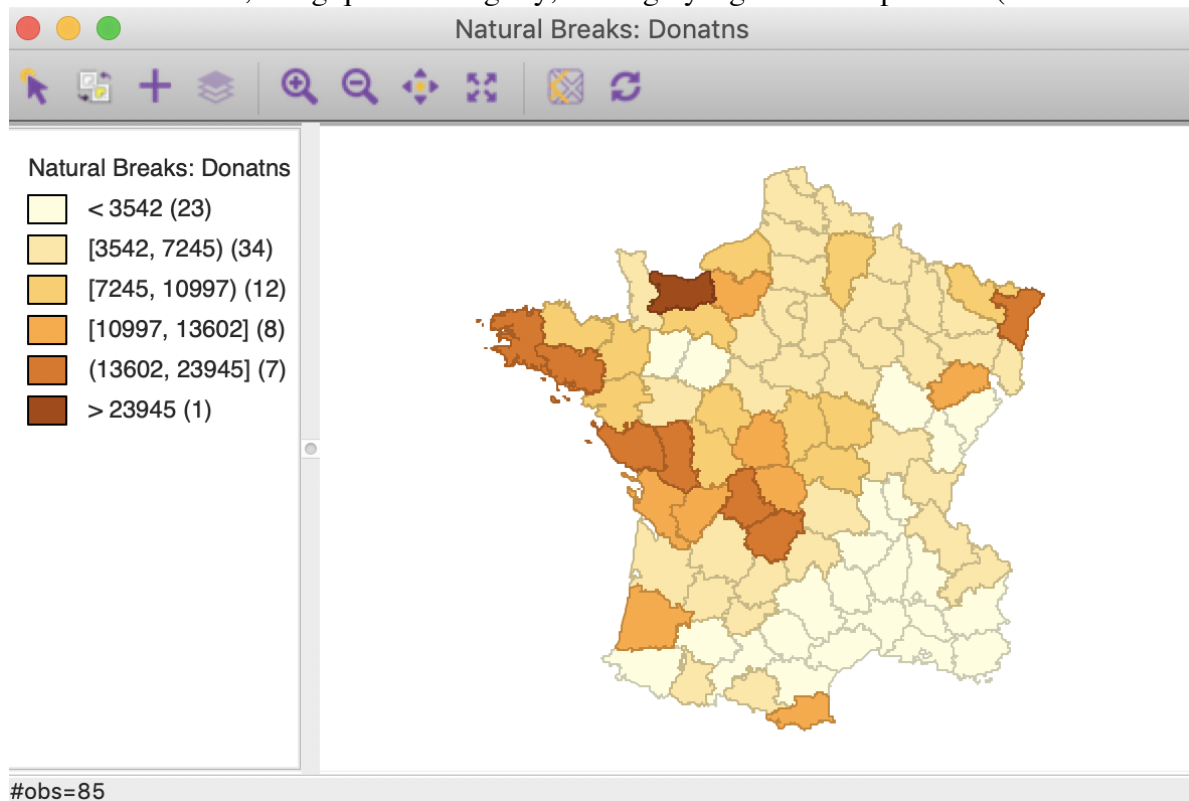 Natural Breaks: Donatns
Natural Breaks: Donatns
< 3542 (23)
[3542, 7245) (34)
[7245, 10997) (12)
[10997, 13602] (8)
(13602, 23945] (7)
> 23945 (1)
#obs=85